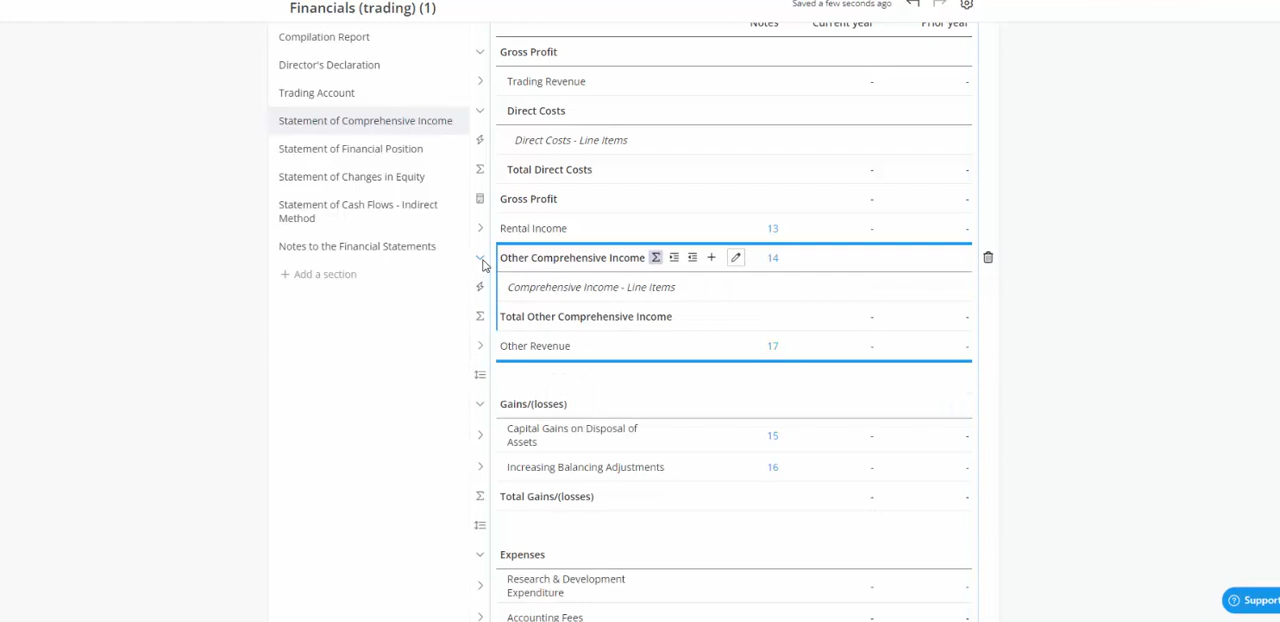 Financials (trading) (1)
Saved a few seconds ago
Compilation Report
Director's Declaration
Trading Account
Statement of Comprehensive Income
Statement of Financial Position
Statement of Changes in Equity
Statement of Cash Flows - Indirect
Method
Notes to the Financial Statements
+ Add a section
Notes Current year Prior year
Gross Profit
Trading Revenue - -
Direct Costs
Direct Costs - Line Items
Total Direct Costs - -
Gross Profit - -
Rental Income 13 - -
Other Comprehensive Income Σ + 14
Comprehensive Income - Line Items
Total Other Comprehensive Income - -
Other Revenue 17 - -
Gains/(losses)
Capital Gains on Disposal of
Assets 15 - -
Increasing Balancing Adjustments 16 - -
Total Gains/(losses) - -
Expenses
Research & Development
Expenditure - -
Accounting Fees - -
Support